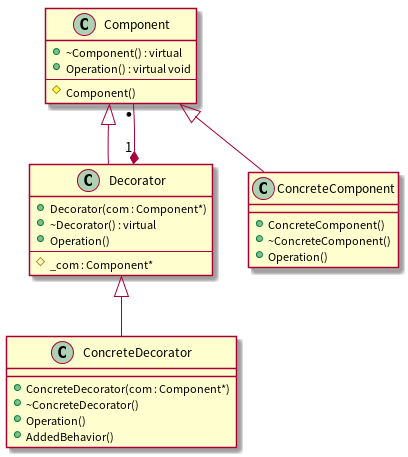 C Component
~Component() : virtual
Operation() : virtual void
Component()
*
1
C Decorator
Decorator(com : Component*)
~Decorator() : virtual
Operation()
_com : Component*
C ConcreteComponent
ConcreteComponent()
~ConcreteComponent()
Operation()
C ConcreteDecorator
ConcreteDecorator(com : Component*)
~ConcreteDecorator()
Operation()
AddedBehavior()